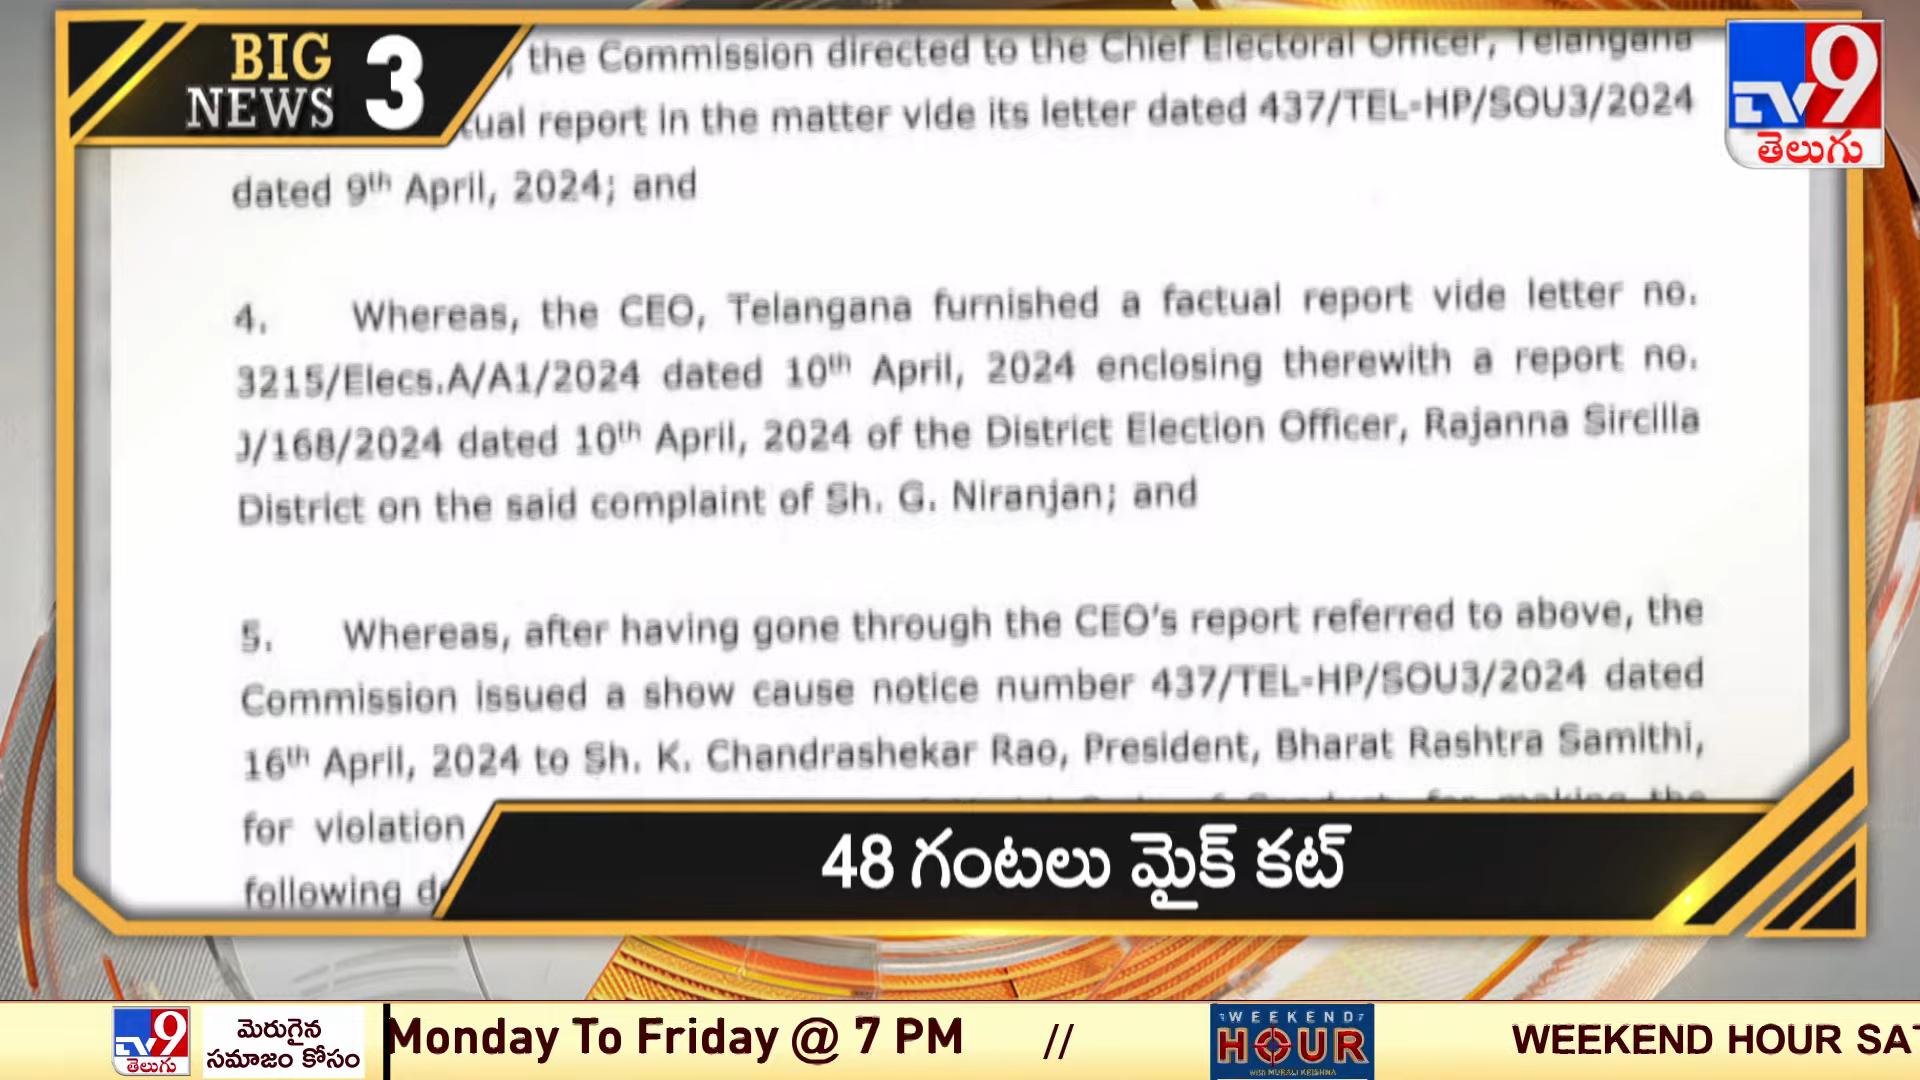 BIG
NEWS 3
, the Commission directed to the Chief Electoral Officer, Telangana
tual report in the matter vide its letter dated 437/TEL-HP/SOU3/2024
dated 9th April, 2024; and
4. Whereas, the CEO, Telangana furnished a factual report vide letter no.
3215/Elecs.A/A1/2024 dated 10th April, 2024 enclosing therewith a report no.
J/168/2024 dated 10th April, 2024 of the District Election Officer, Rajanna Sircilla
District on the said complaint of Sh. G. Niranjan; and
5. Whereas, after having gone through the CEO's report referred to above, the
Commission issued a show cause notice number 437/TEL-HP/SOU3/2024 dated
16th April, 2024 to Sh. K. Chandrashekar Rao, President, Bharat Rashtra Samithi,
for violation
following
TV9
తెలుగు
48 గంటలు మైక్ కట్
TV9
తెలుగు
మెరుగైన
సమాజం కోసం
Monday To Friday @ 7 PM //
WEEKEND
HOUR
WITH MURALI KRISHNA
WEEKEND HOUR SAT